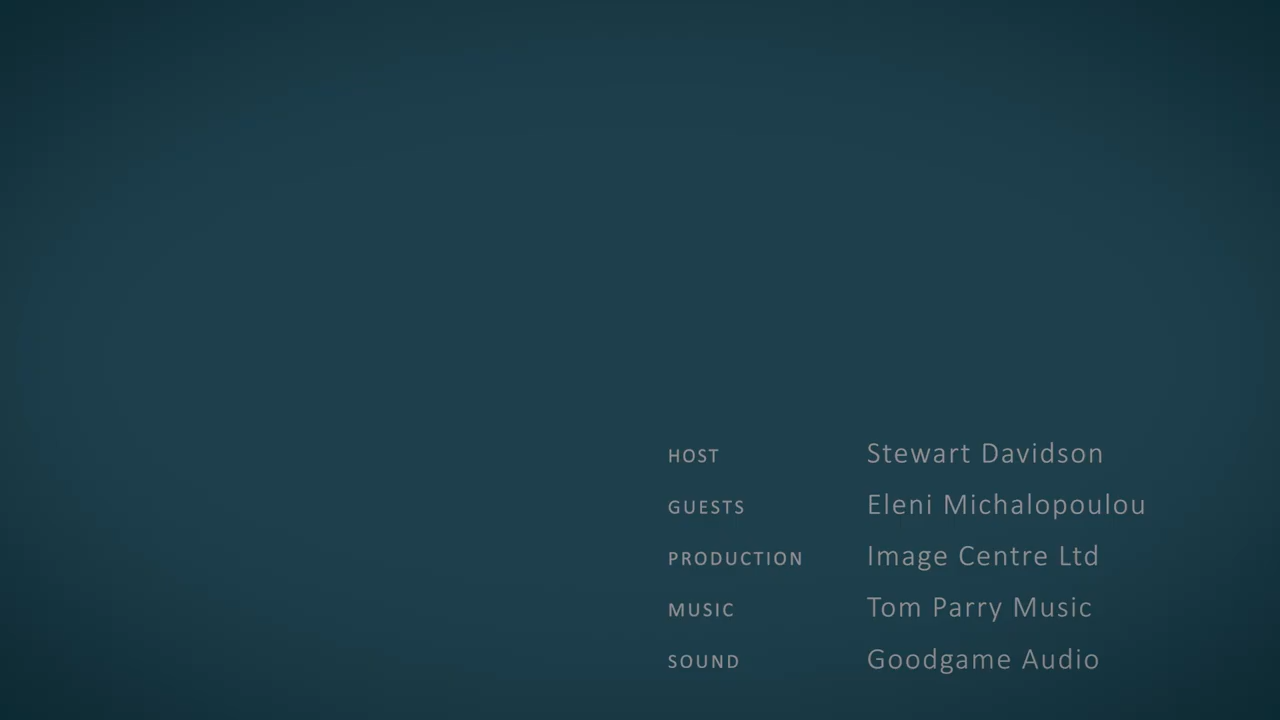 HOST Stewart Davidson
GUESTS Eleni Michalopoulou
PRODUCTION Image Centre Ltd
MUSIC Tom Parry Music
SOUND Goodgame Audio